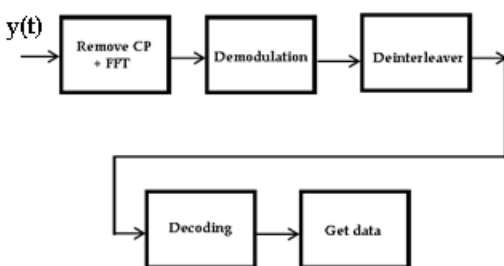 y(t)
Remove CP
+ FFT
Demodulation
Deinterleaver
Decoding
Get data